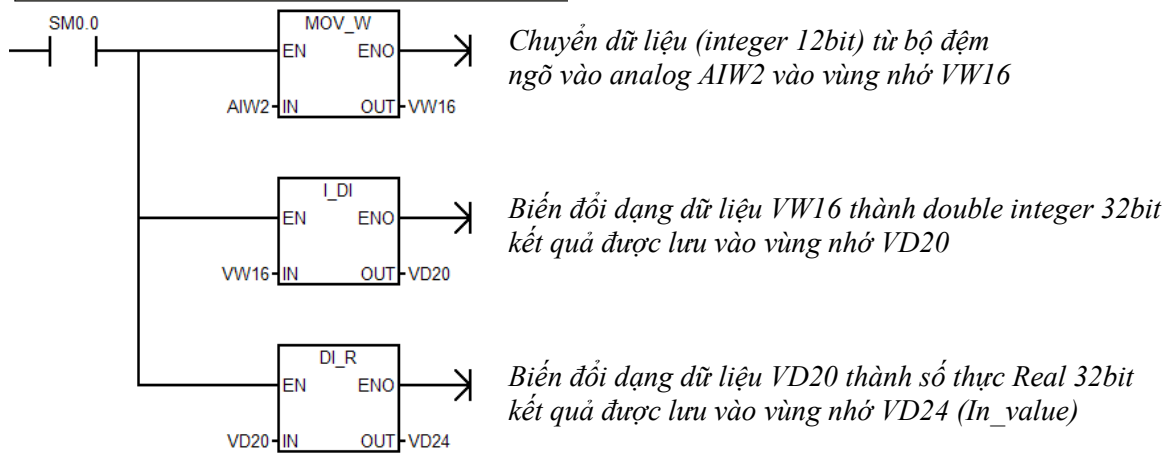 SM0.0
MOV_W
EN ENO
AIW2 IN OUT VW16
Chuyển dữ liệu (integer 12bit) từ bộ đệm
ngõ vào analog AIW2 vào vùng nhớ VW16
I_DI
EN ENO
VW16 IN OUT VD20
Biến đổi dạng dữ liệu VW16 thành double integer 32bit
kết quả được lưu vào vùng nhớ VD20
DI_R
EN ENO
VD20 IN OUT VD24
Biến đổi dạng dữ liệu VD20 thành số thực Real 32bit
kết quả được lưu vào vùng nhớ VD24 (In_value)